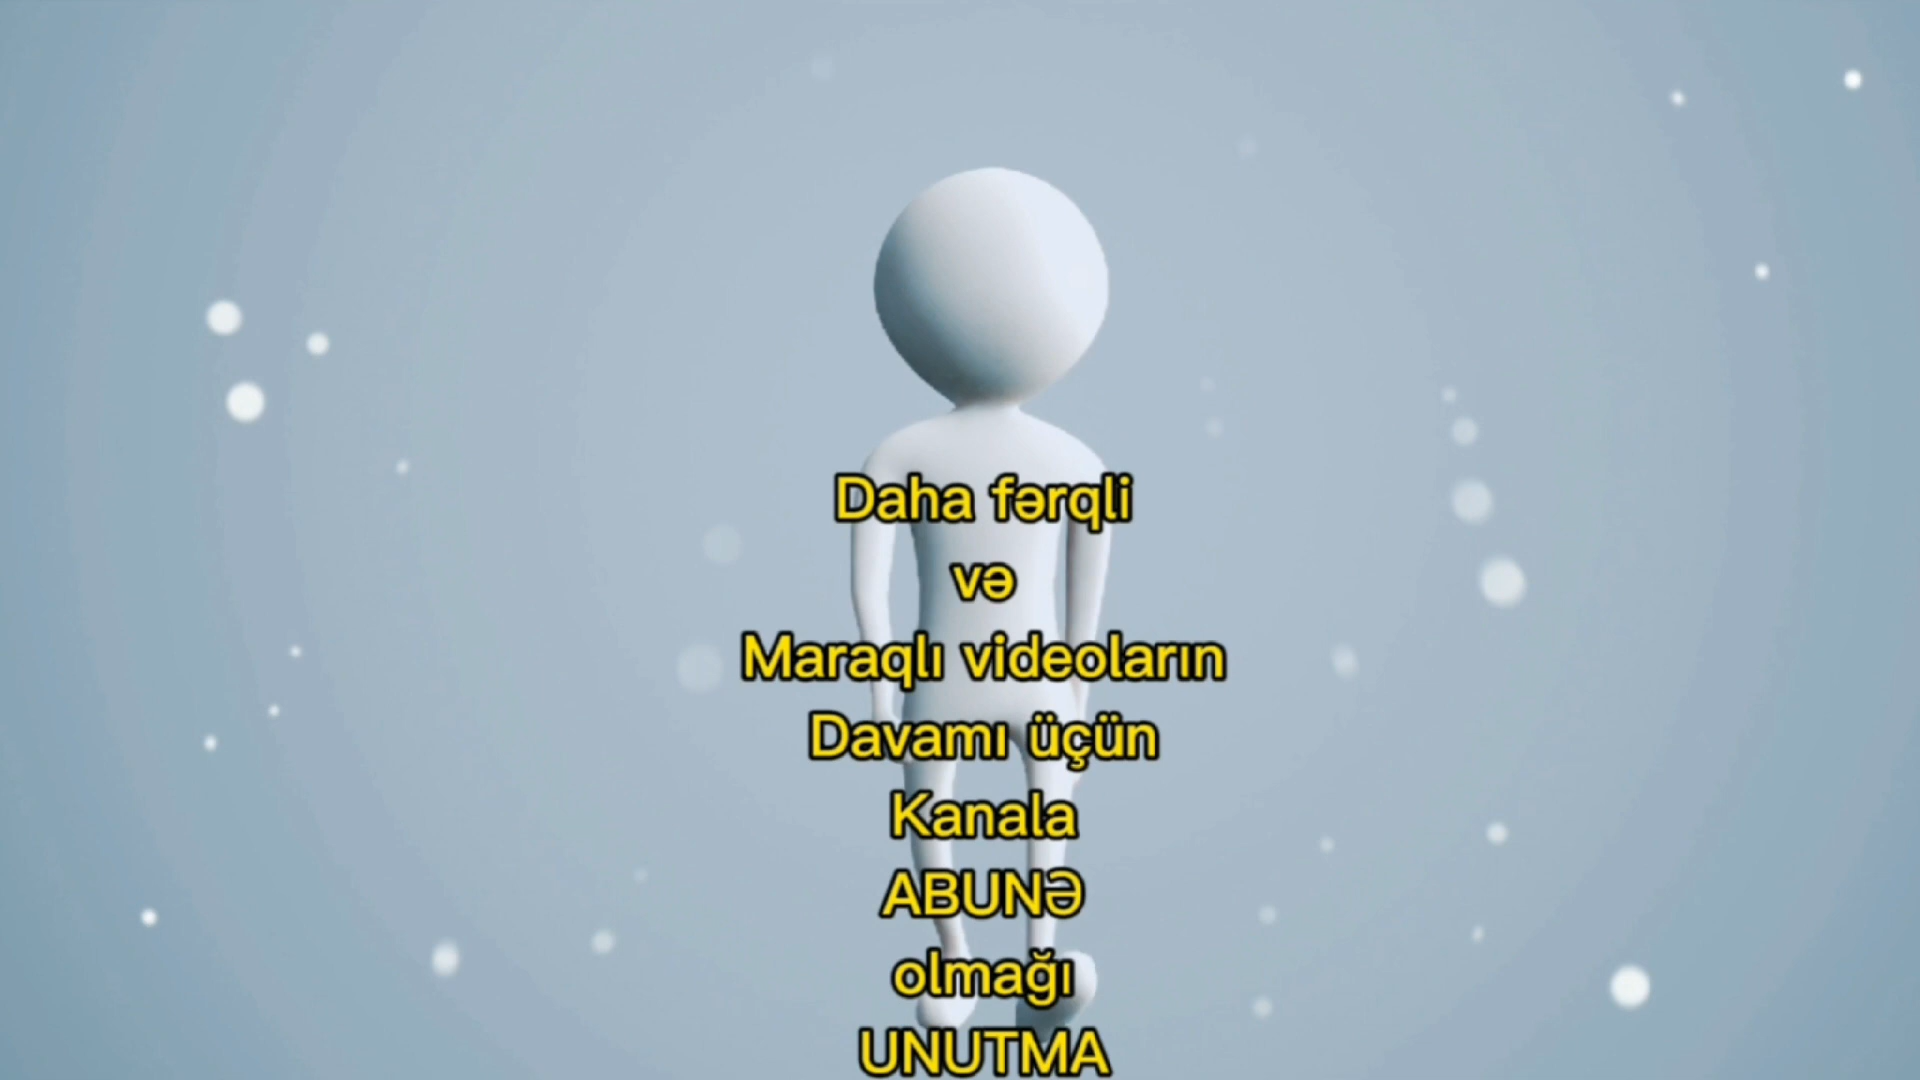 Daha fərqli
və
Maraqlı videoların
Davamı üçün
Kanala
ABUNƏ
olmağı
UNUTMA